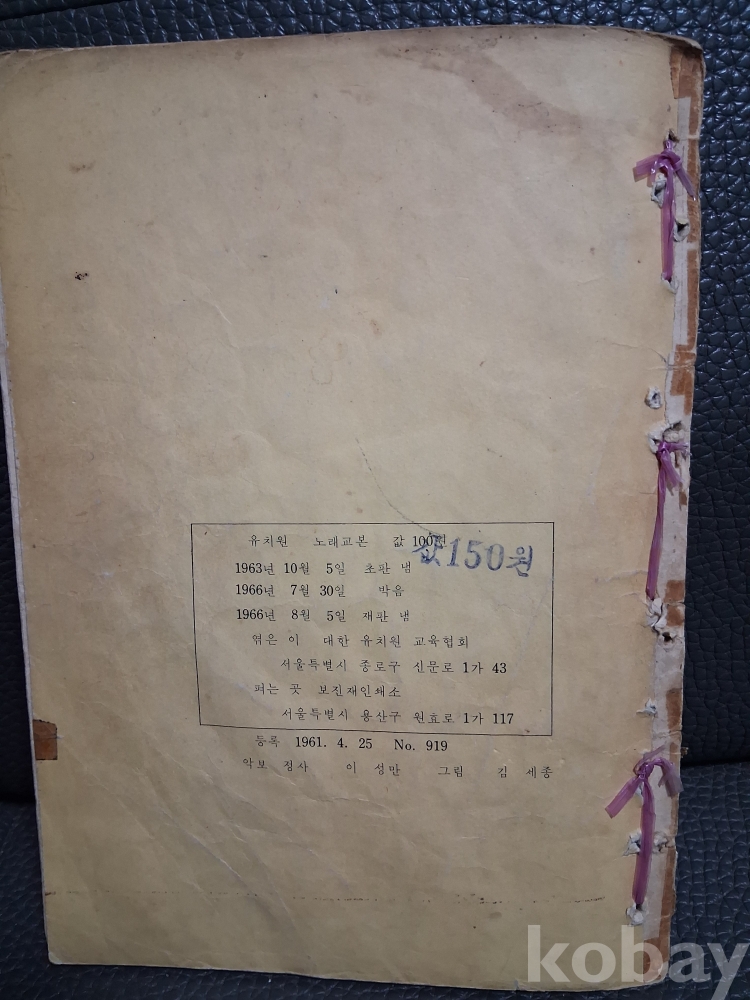 유치원 노래교본 값 100원
값150원
1963년 10월 5일 초판 냄
1966년 7월 30일 박음
1966년 8월 5일 재판 냄
엮은 이 대한 유치원 교육협회
서울특별시 종로구 신문로 1가 43
펴는 곳 보진재인쇄소
서울특별시 용산구 원효로 1가 117
등록 1961. 4. 25 No. 919
악보 정사 이 성만 그림 김 세종
kobay